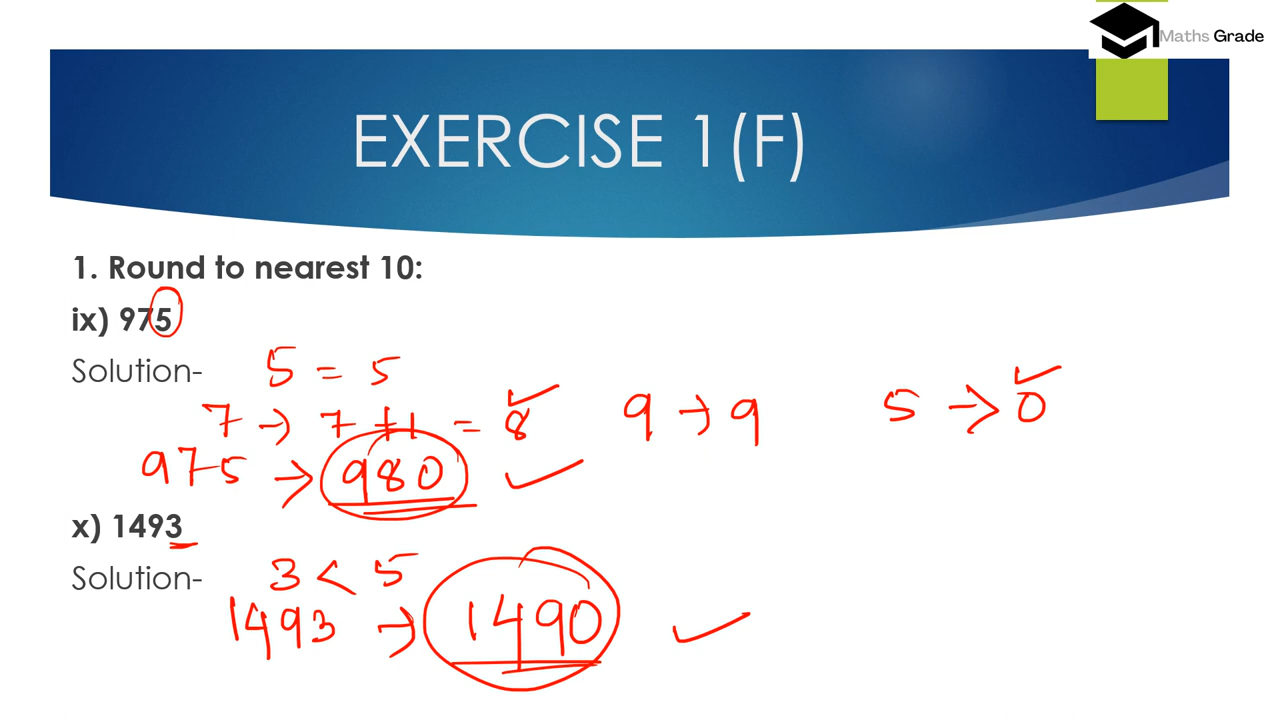 Maths Grade
EXERCISE 1(F)
1. Round to nearest 10:
ix) 975
Solution- 5 = 5
7 → 7 +1 = 8 9 → 9 5 → 0
975 → 980
x) 1493
Solution- 3 < 5
1493 → 1490